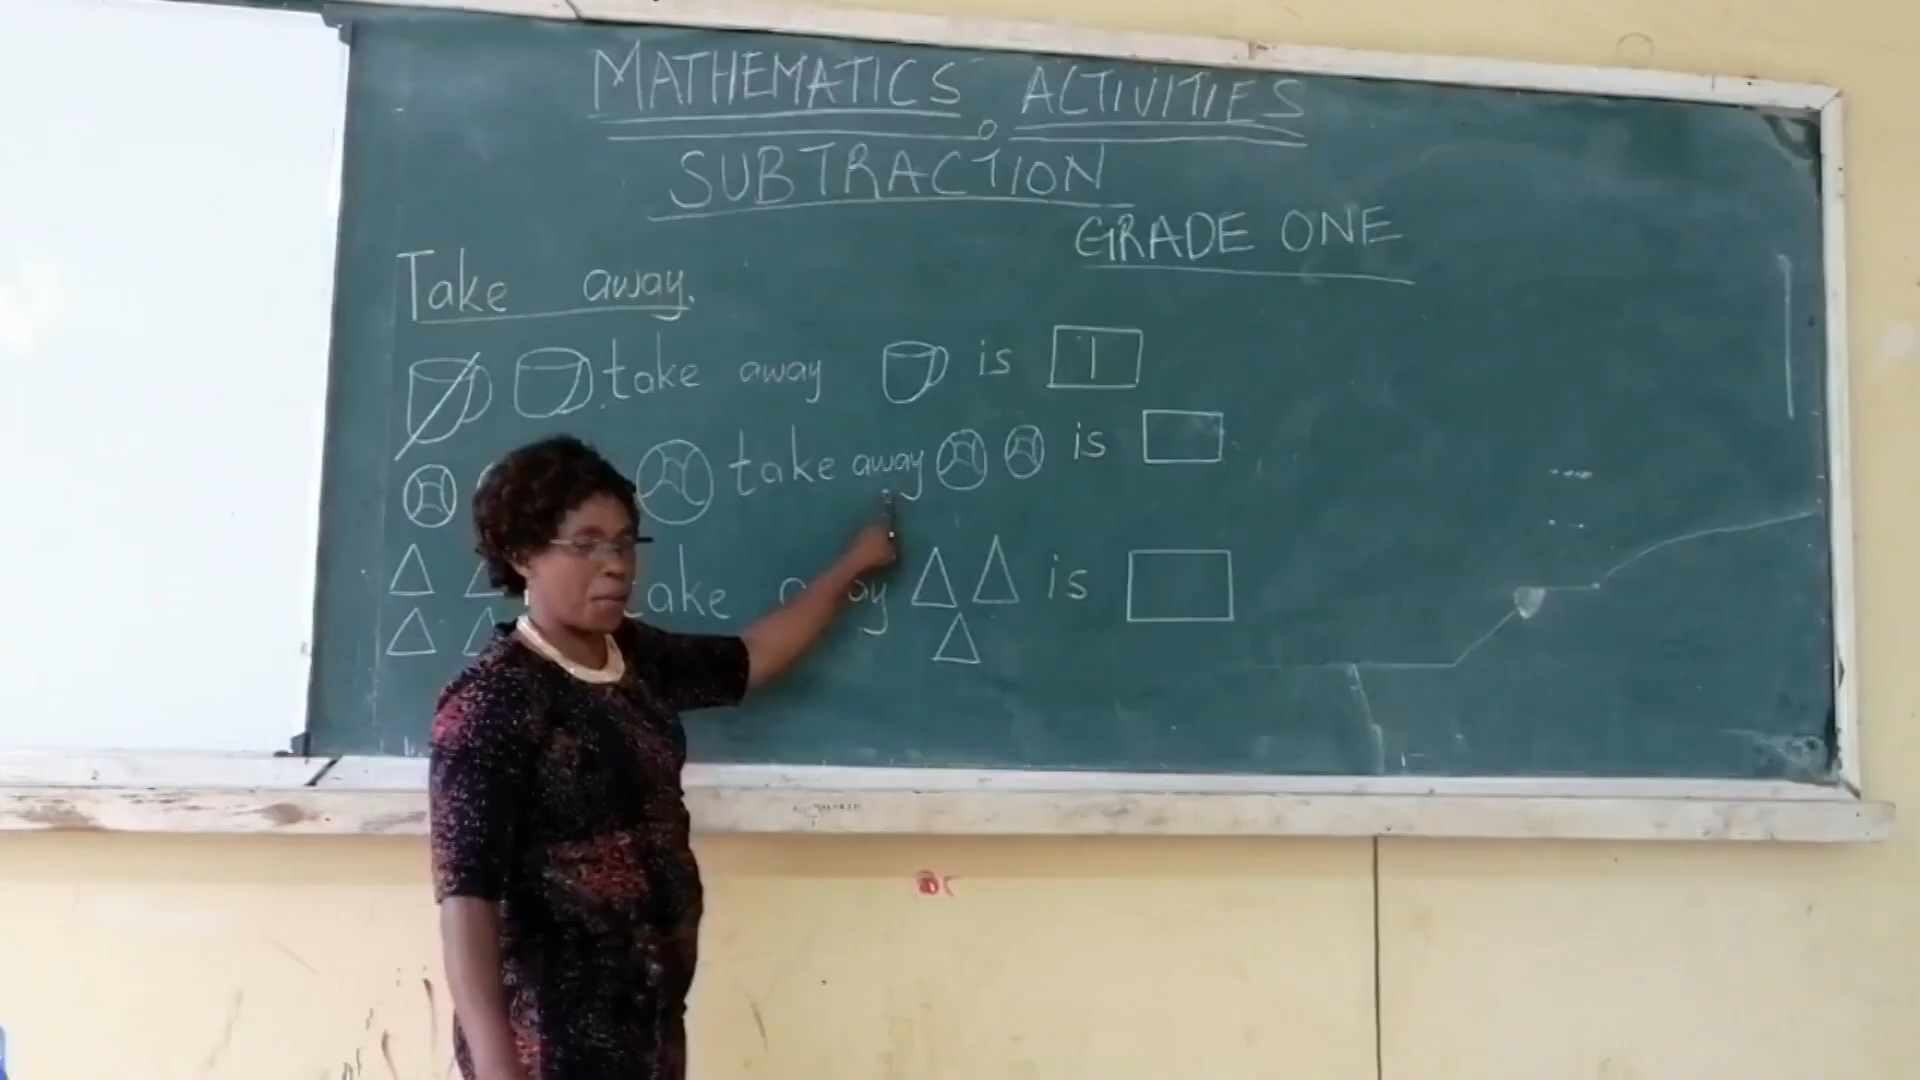 MATHEMATICS ACTIVITIES
SUBTRACTION
GRADE ONE
Take away.
take away is 1
take away is
take away is